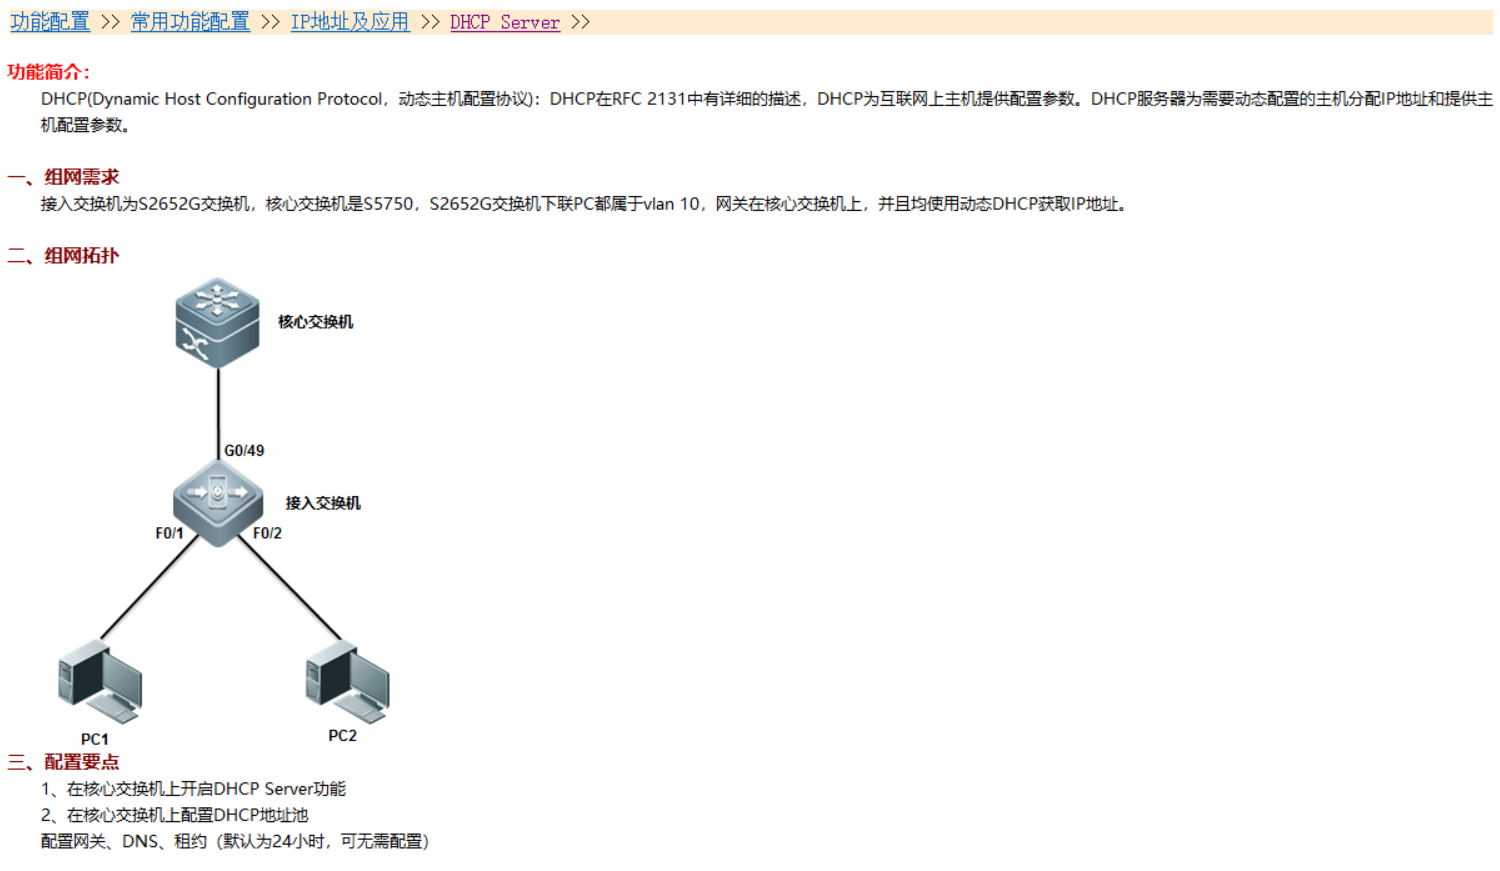 功能配置 >> 常用功能配置 >> IP地址及应用 >> DHCP Server >>
功能简介:
DHCP(Dynamic Host Configuration Protocol，动态主机配置协议)：DHCP在RFC 2131中有详细的描述，DHCP为互联网上主机提供配置参数。DHCP服务器为需要动态配置的主机分配IP地址和提供主
机配置参数。
一、组网需求
接入交换机为S2652G交换机，核心交换机是S5750，S2652G交换机下联PC都属于vlan 10，网关在核心交换机上，并且均使用动态DHCP获取IP地址。
二、组网拓扑
核心交换机
G0/49
接入交换机
F0/1
F0/2
PC1
PC2
三、配置要点
1、在核心交换机上开启DHCP Server功能
2、在核心交换机上配置DHCP地址池
配置网关、DNS、租约（默认为24小时，可无需配置）